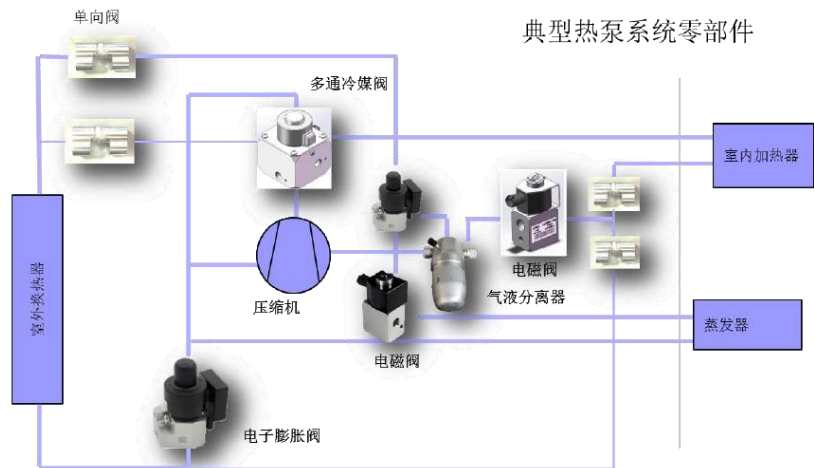 单向阀
典型热泵系统零部件
多通冷媒阀
室内加热器
室外换热器
电磁阀
气液分离器
压缩机
蒸发器
电磁阀
电子膨胀阀